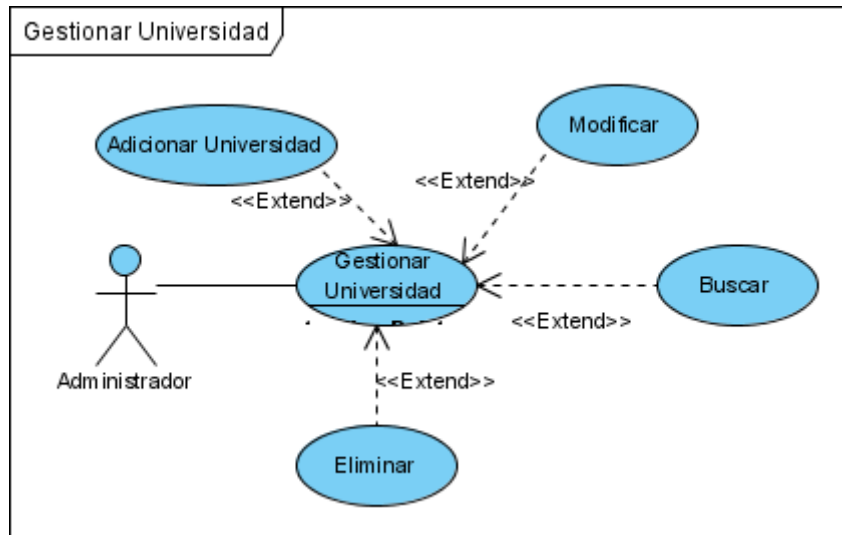 Gestionar Universidad
Adicionar Universidad
Modificar
<<Extend>>
<<Extend>>
Gestionar
Universidad
Buscar
<<Extend>>
Administrador
<<Extend>>
Eliminar